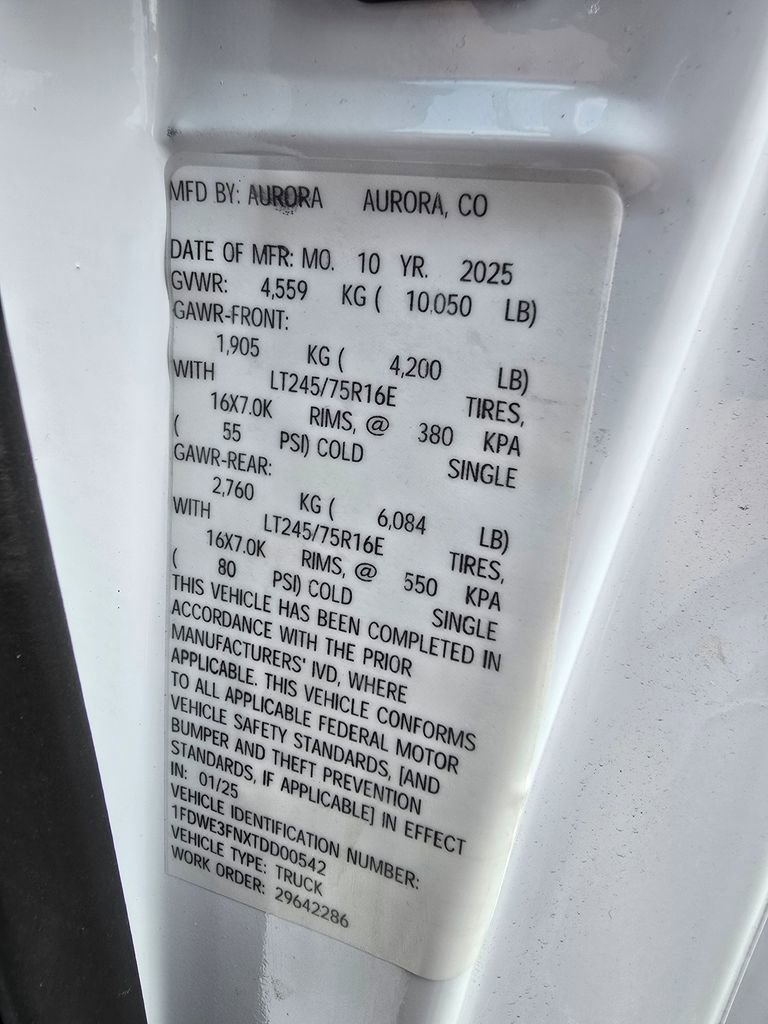 MFD BY: AURORA AURORA, CO
DATE OF MFR: MO. 10 YR. 2025
GVWR: 4,559 KG ( 10,050 LB)
GAWR-FRONT:
1,905 KG ( 4,200 LB)
WITH LT245/75R16E TIRES,
16X7.0K RIMS, @ 380 KPA
( 55 PSI) COLD SINGLE
GAWR-REAR:
2,760 KG ( 6,084 LB)
WITH LT245/75R16E TIRES,
16X7.0K RIMS, @ 550 KPA
( 80 PSI) COLD SINGLE
THIS VEHICLE HAS BEEN COMPLETED IN
ACCORDANCE WITH THE PRIOR
MANUFACTURERS' IVD, WHERE
APPLICABLE. THIS VEHICLE CONFORMS
TO ALL APPLICABLE FEDERAL MOTOR
VEHICLE SAFETY STANDARDS, [AND
BUMPER AND THEFT PREVENTION
STANDARDS, IF APPLICABLE] IN EFFECT
IN: 01/25
VEHICLE IDENTIFICATION NUMBER:
1FDWE3FNXTDD00542
VEHICLE TYPE: TRUCK
WORK ORDER: 29642286